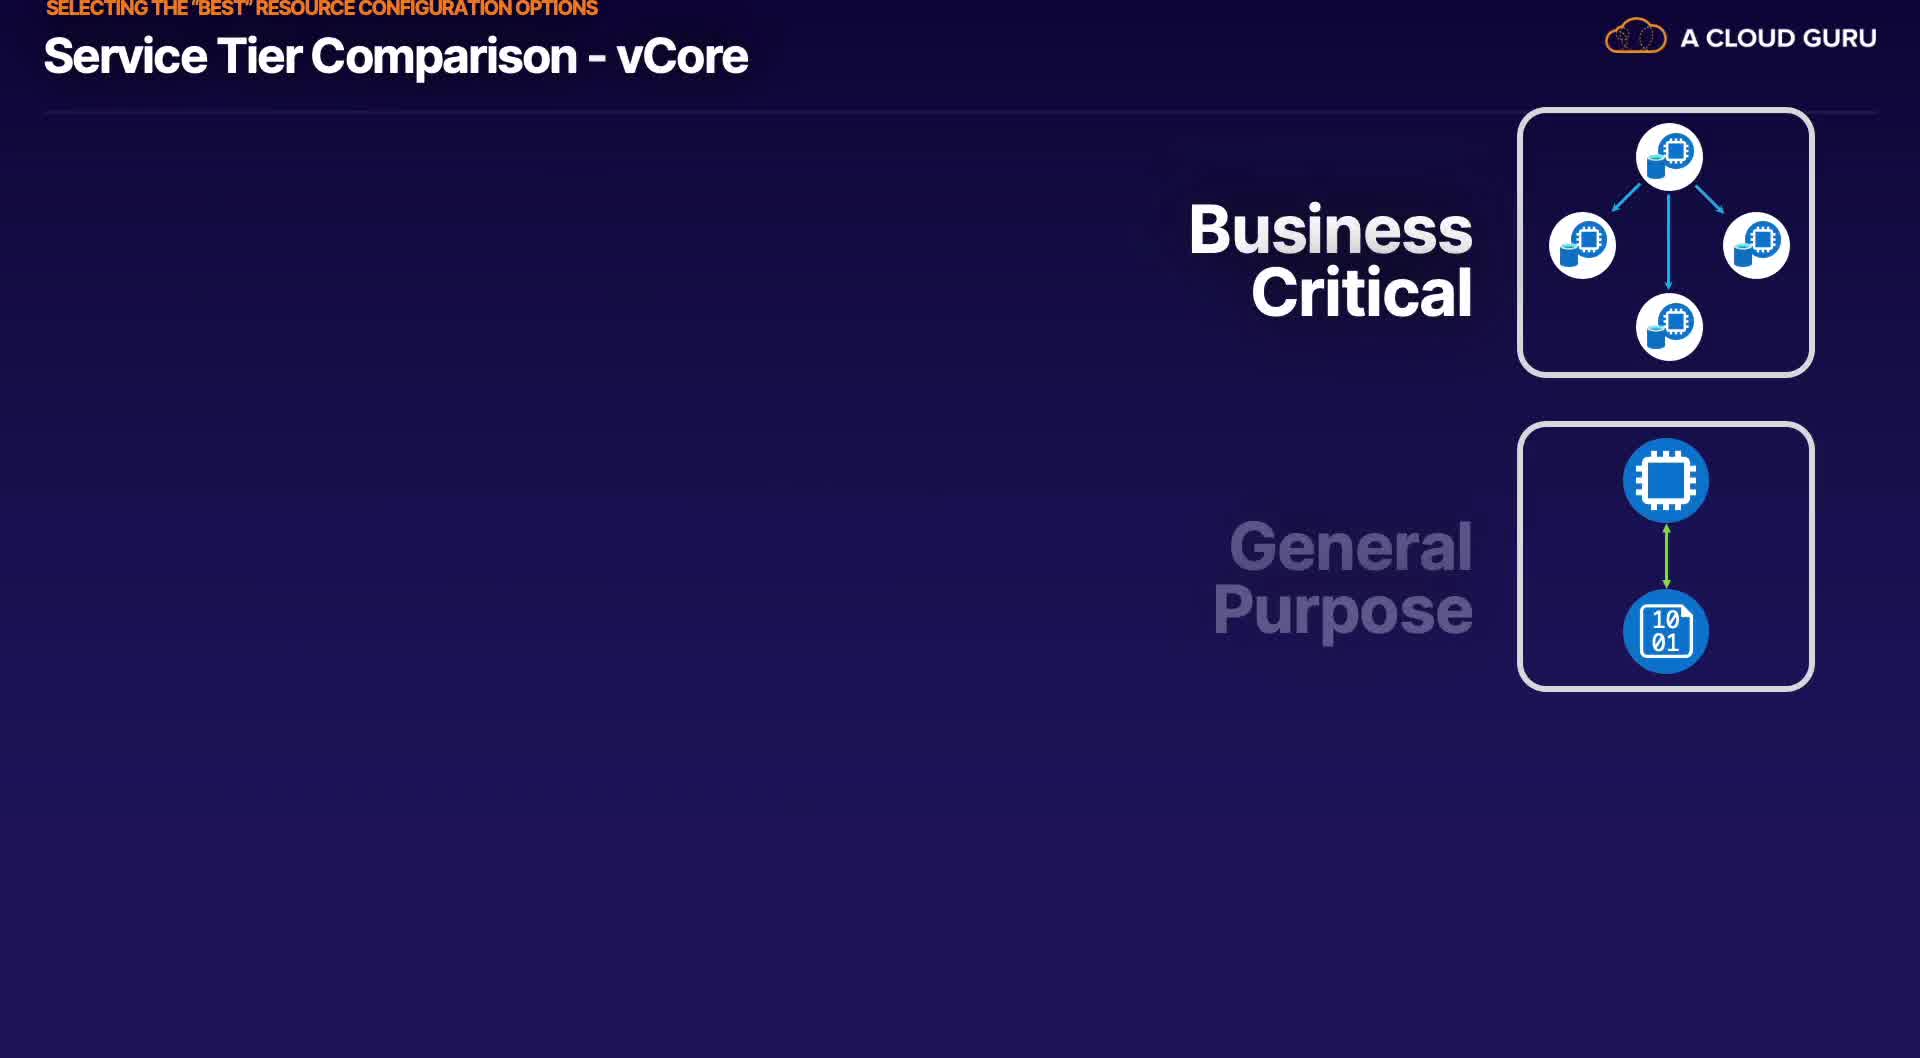 SELECTING THE "BEST" RESOURCE CONFIGURATION OPTIONS
Service Tier Comparison - vCore
A CLOUD GURU
Business
Critical
General
Purpose
10
01